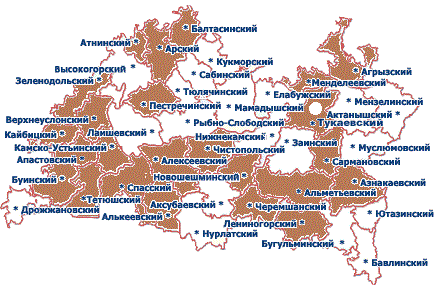 * Балтасинский
Атнинский *
* Арский
* Кукморский
Высокогорский *
* Сабинский
* Агрызский
Зеленодольский *
* Менделеевский
* Тюлячинский
Елабужский *
* Мензелинский
* Пестречинский
* Мамадышский
Актанышский *
Верхнеуслонский *
* Рыбно-Слободский
* Тукаевский
Кайбицкий *
Лаишевский *
Нижнекамский *
Заинский *
Камско-Устьинский *
* Чистопольский
* Муслюмовский
Апастовский *
* Алексеевский
* Сармановский
Буинский *
Новошешминский *
Азнакаевский *
* Спасский
* Альметьевский
* Тетюшский
Аксубаевский *
* Черемшанский
* Дрожжановский
Алькеевский *
* Ютазинский
Лениногорский *
* Нурлатский
Бугульминский *
* Бавлинский